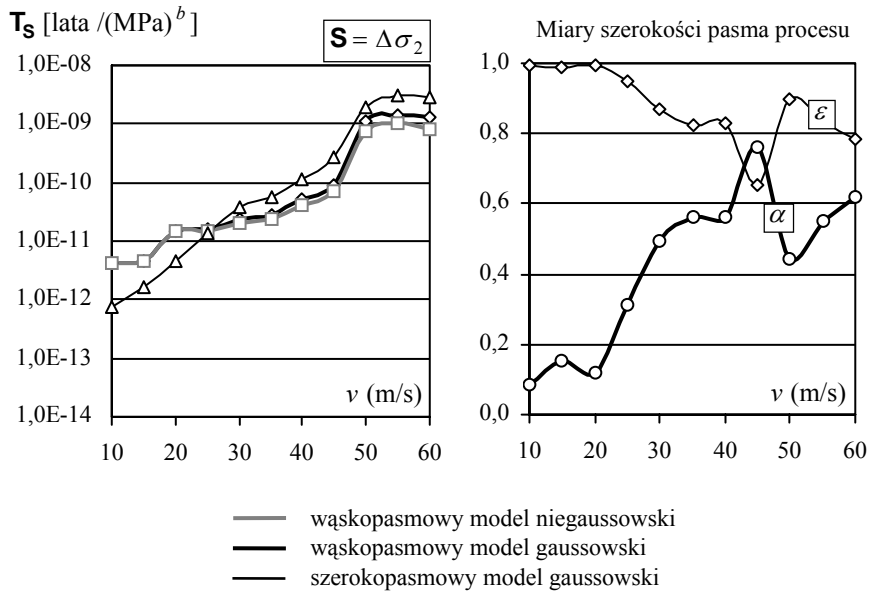 T_S [lata /(MPa)^b ]
S = Δσ_2
1,0E-08
1,0E-09
1,0E-10
1,0E-11
1,0E-12
1,0E-13
1,0E-14
v (m/s)
10 20 30 40 50 60
Miary szerokości pasma procesu
1,0
0,8
0,6
0,4
0,2
0,0
ε
α
v (m/s)
10 20 30 40 50 60
wąskopasmowy model niegaussowski
wąskopasmowy model gaussowski
szerokopasmowy model gaussowski